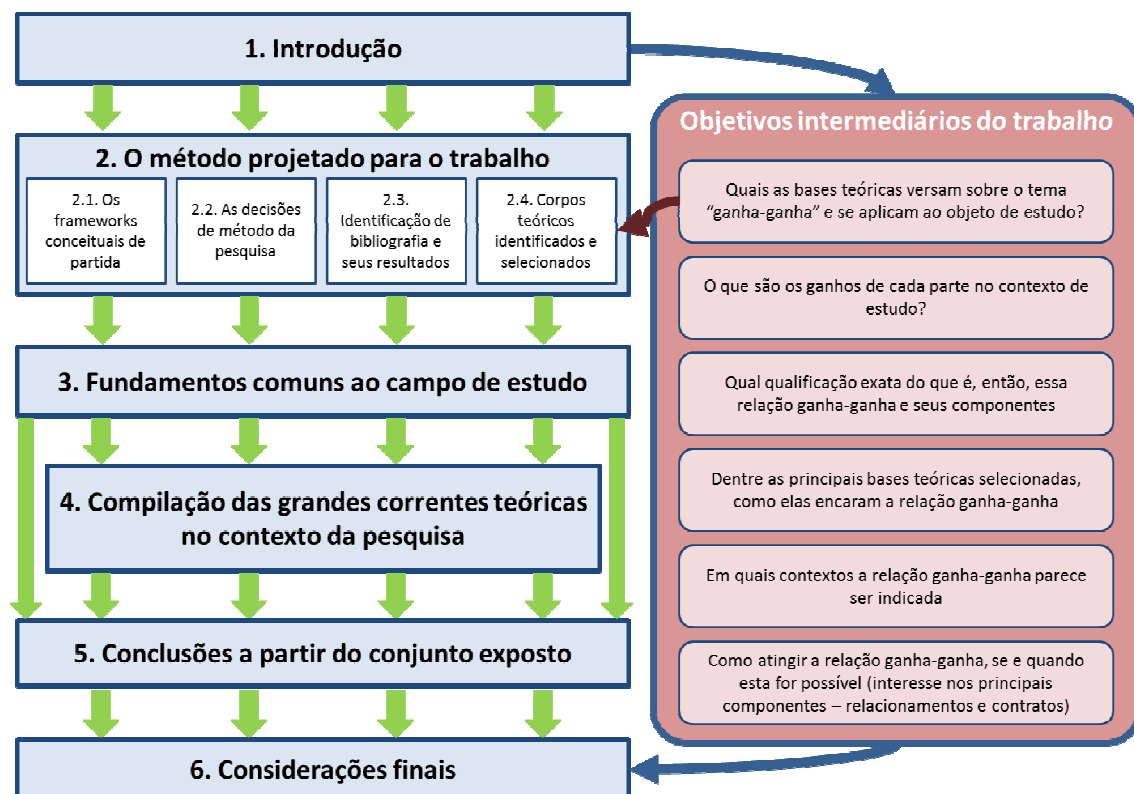 1. Introdução
2. O método projetado para o trabalho
2.1. Os
frameworks
conceituais de
partida
2.2. As decisões
de método da
pesquisa
2.3.
Identificação de
bibliografia e
seus resultados
2.4. Corpos
teóricos
identificados e
selecionados
3. Fundamentos comuns ao campo de estudo
4. Compilação das grandes correntes teóricas
no contexto da pesquisa
5. Conclusões a partir do conjunto exposto
6. Considerações finais
Objetivos intermediários do trabalho
Quais as bases teóricas versam sobre o tema
“ganha-ganha” e se aplicam ao objeto de estudo?
O que são os ganhos de cada parte no contexto de
estudo?
Qual qualificação exata do que é, então, essa
relação ganha-ganha e seus componentes
Dentre as principais bases teóricas selecionadas,
como elas encaram a relação ganha-ganha
Em quais contextos a relação ganha-ganha parece
ser indicada
Como atingir a relação ganha-ganha, se e quando
esta for possível (interesse nos principais
componentes – relacionamentos e contratos)